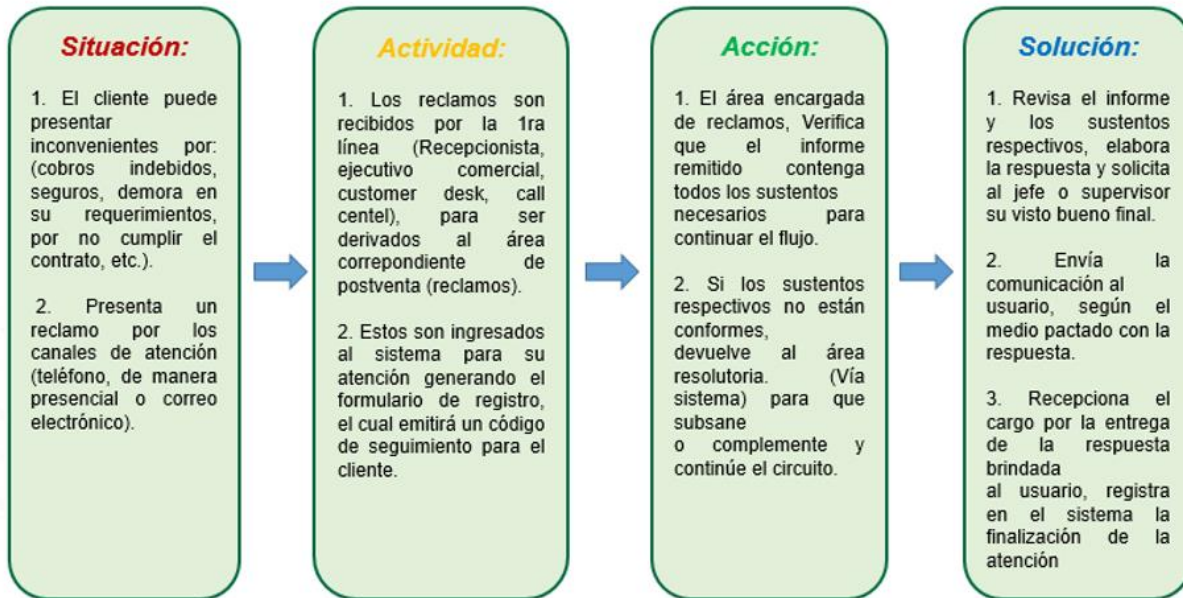 Situación:
1. El cliente puede
presentar
inconvenientes por:
(cobros indebidos,
seguros, demora en
su requerimientos,
por no cumplir el
contrato, etc.).
2. Presenta un
reclamo por los
canales de atención
(teléfono, de manera
presencial o correo
electrónico).
Actividad:
1. Los reclamos son
recibidos por la 1ra
línea (Recepcionista,
ejecutivo comercial,
customer desk, call
centel), para ser
derivados al área
correpondiente de
postventa (reclamos).
2. Estos son ingresados
al sistema para su
atención generando el
formulario de registro,
el cual emitirá un código
de seguimiento para el
cliente.
Acción:
1. El área encargada
de reclamos, Verifica
que el informe
remitido contenga
todos los sustentos
necesarios para
continuar el flujo.
2. Si los sustentos
respectivos no están
conformes,
devuelve al área
resolutoria. (Vía
sistema) para que
subsane
o complemente y
continúe el circuito.
Solución:
1. Revisa el informe
y los sustentos
respectivos, elabora
la respuesta y solicita
al jefe o supervisor
su visto bueno final.
2. Envía la
comunicación al
usuario, según el
medio pactado con la
respuesta.
3. Recepciona el
cargo por la entrega
de la respuesta
brindada
al usuario, registra
en el sistema la
finalización de la
atención